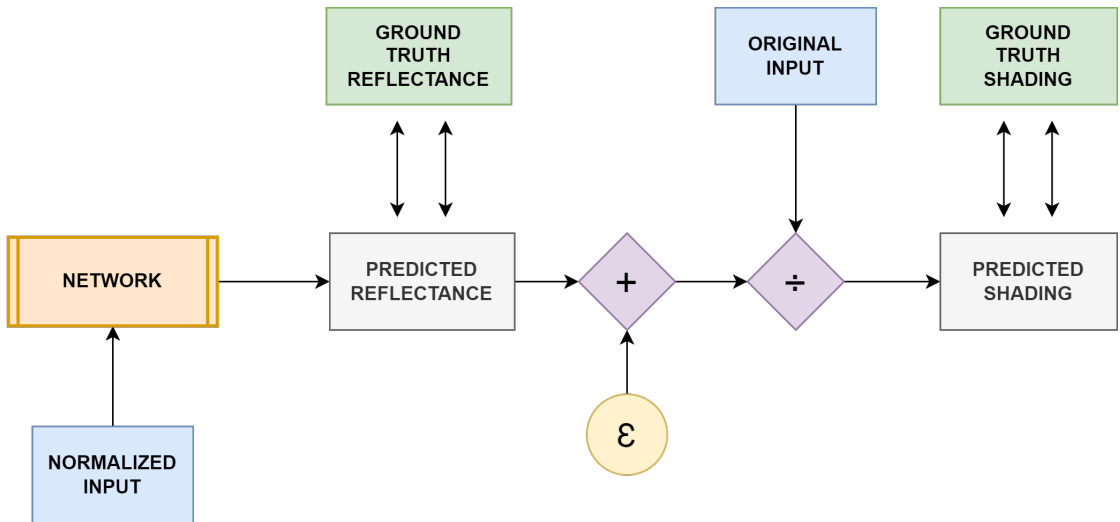 GROUND
TRUTH
REFLECTANCE
ORIGINAL
INPUT
GROUND
TRUTH
SHADING
NETWORK
PREDICTED
REFLECTANCE
+
÷
PREDICTED
SHADING
ε
NORMALIZED
INPUT